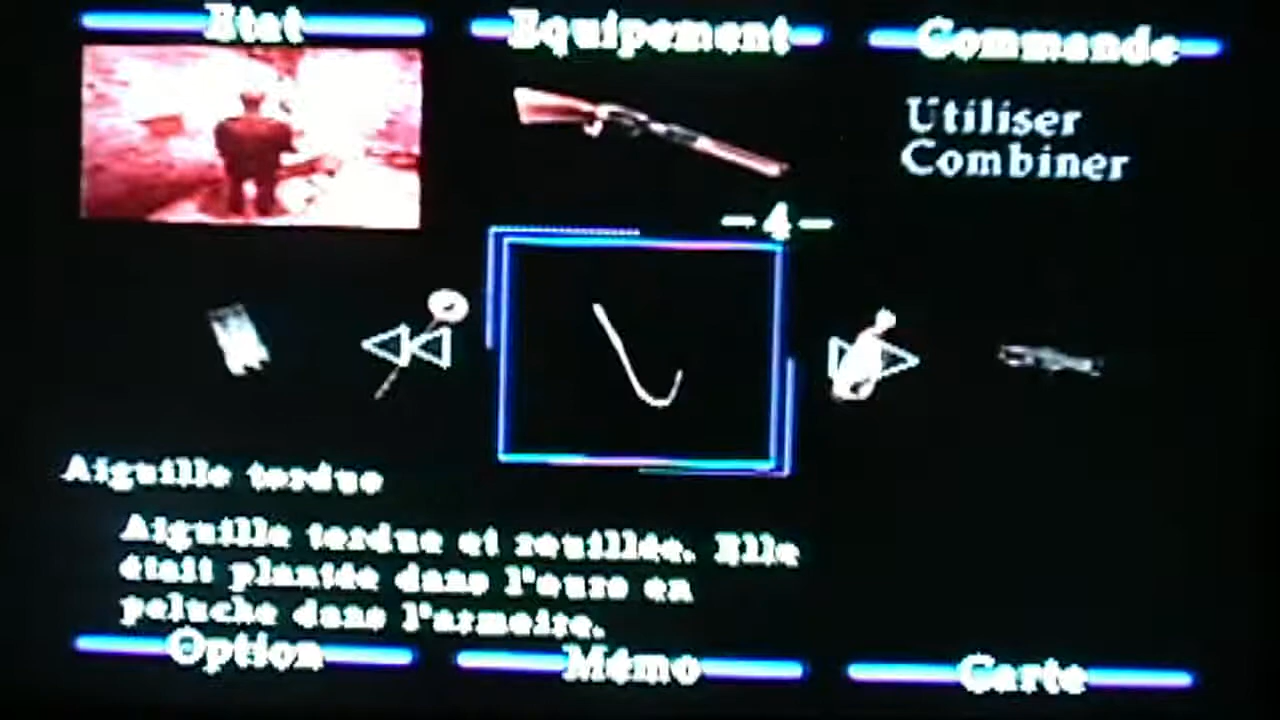 Etat
Equipement
Commande
Utiliser
Combiner
-4-
Aiguille tordue
Aiguille tordue et rouillée. Elle
était plantée dans l'ours en
peluche dans l'armoire.
Option
Mémo
Carte